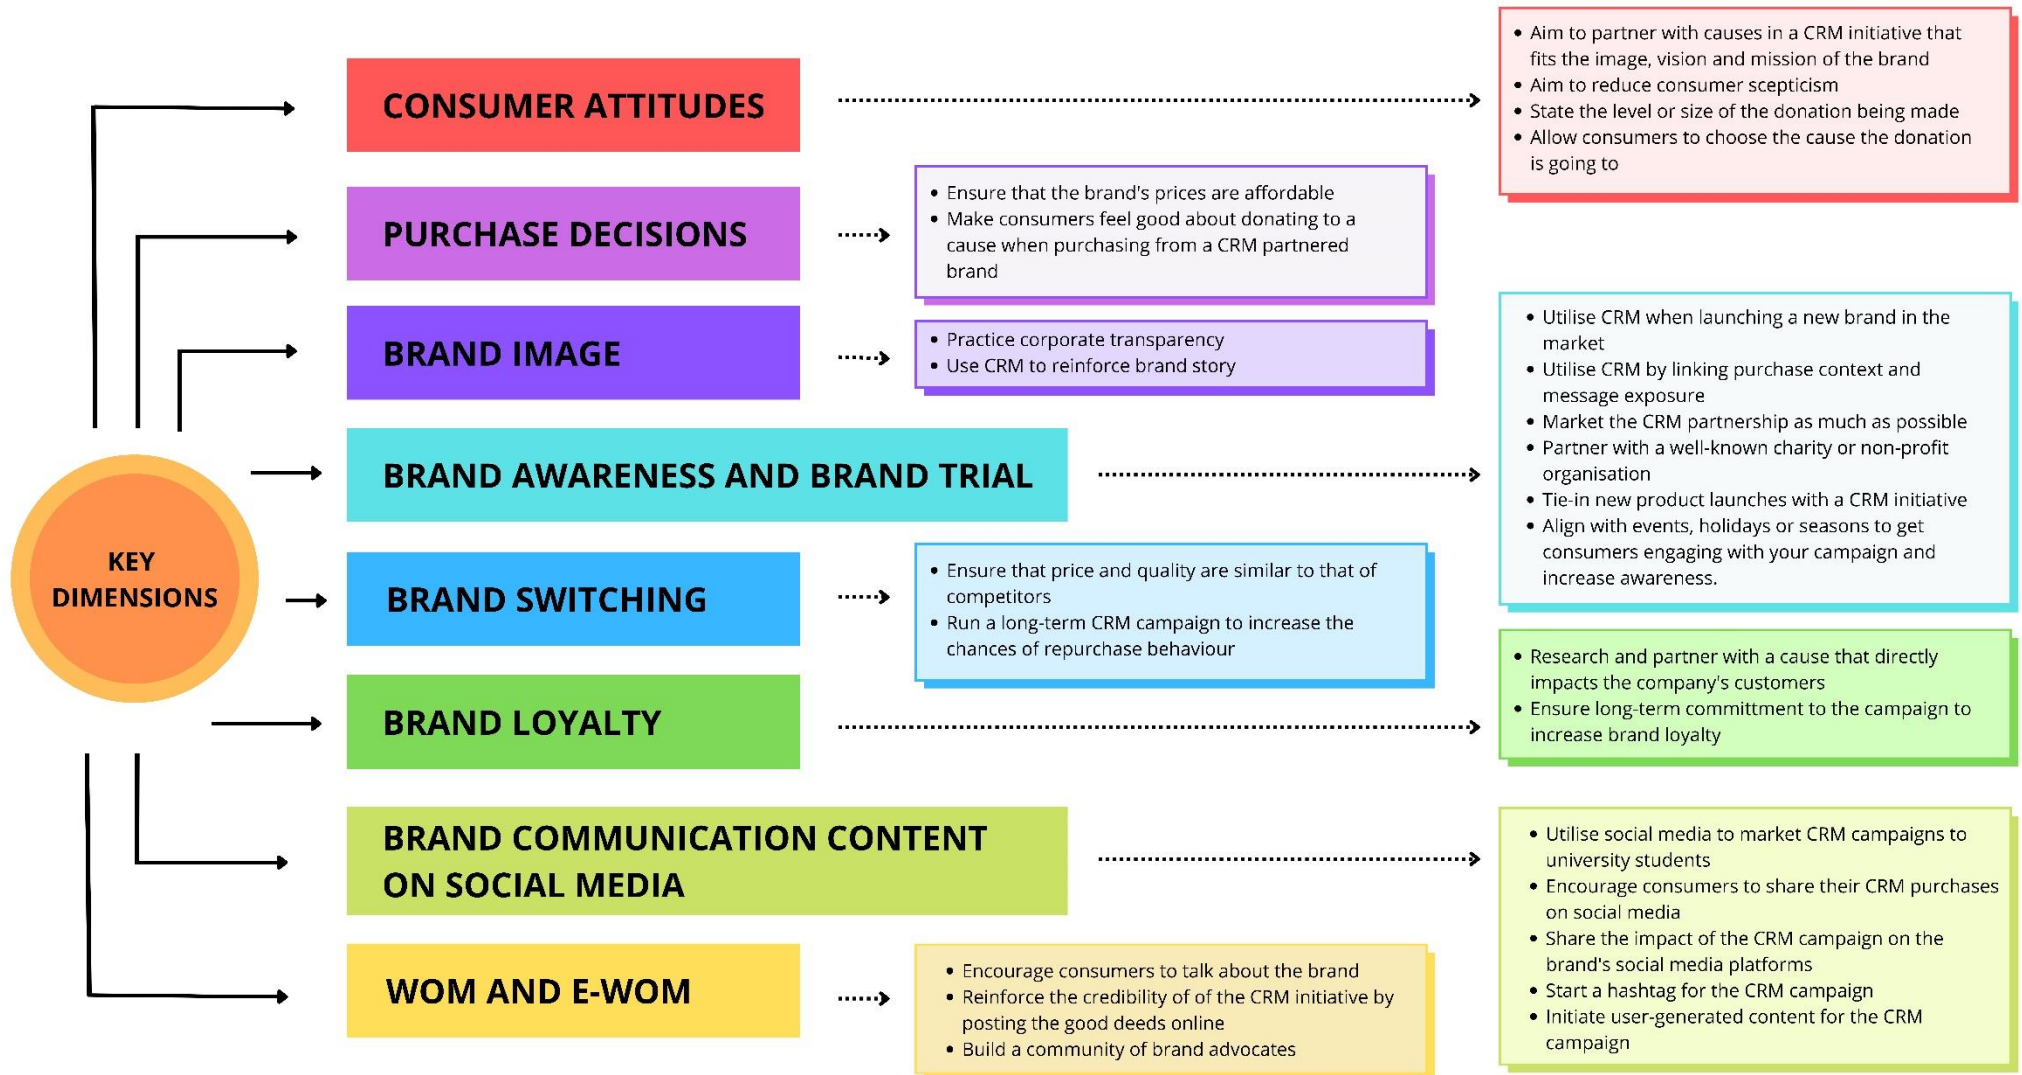 KEY
DIMENSIONS
CONSUMER ATTITUDES
• Aim to partner with causes in a CRM initiative that
fits the image, vision and mission of the brand
• Aim to reduce consumer scepticism
• State the level or size of the donation being made
• Allow consumers to choose the cause the donation
is going to
PURCHASE DECISIONS
• Ensure that the brand's prices are affordable
• Make consumers feel good about donating to a
cause when purchasing from a CRM partnered
brand
BRAND IMAGE
• Practice corporate transparency
• Use CRM to reinforce brand story
BRAND AWARENESS AND BRAND TRIAL
• Utilise CRM when launching a new brand in the
market
• Utilise CRM by linking purchase context and
message exposure
• Market the CRM partnership as much as possible
• Partner with a well-known charity or non-profit
organisation
• Tie-in new product launches with a CRM initiative
• Align with events, holidays or seasons to get
consumers engaging with your campaign and
increase awareness.
BRAND SWITCHING
• Ensure that price and quality are similar to that of
competitors
• Run a long-term CRM campaign to increase the
chances of repurchase behaviour
BRAND LOYALTY
• Research and partner with a cause that directly
impacts the company's customers
• Ensure long-term committment to the campaign to
increase brand loyalty
BRAND COMMUNICATION CONTENT
ON SOCIAL MEDIA
• Utilise social media to market CRM campaigns to
university students
• Encourage consumers to share their CRM purchases
on social media
• Share the impact of the CRM campaign on the
brand's social media platforms
• Start a hashtag for the CRM campaign
• Initiate user-generated content for the CRM
campaign
WOM AND E-WOM
• Encourage consumers to talk about the brand
• Reinforce the credibility of of the CRM initiative by
posting the good deeds online
• Build a community of brand advocates